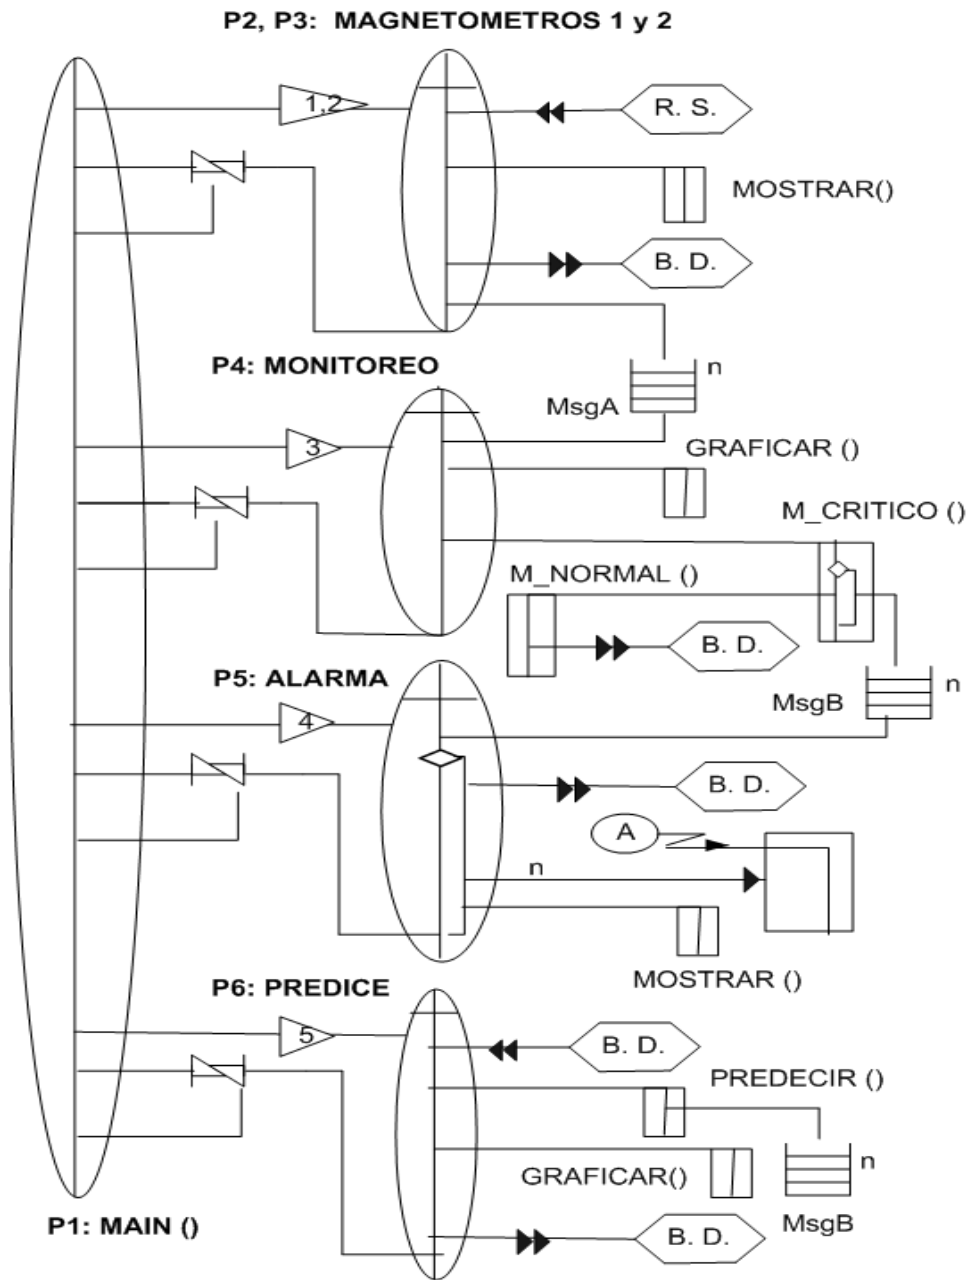 P2, P3: MAGNETOMETROS 1 y 2
1,2
R. S.
MOSTRAR()
B. D.
P4: MONITOREO
n
MsgA
3
GRAFICAR ()
M_CRITICO ()
M_NORMAL ()
B. D.
P5: ALARMA
n
MsgB
4
B. D.
A
n
MOSTRAR ()
P6: PREDICE
5
B. D.
PREDECIR ()
n
GRAFICAR()
MsgB
P1: MAIN ()
B. D.